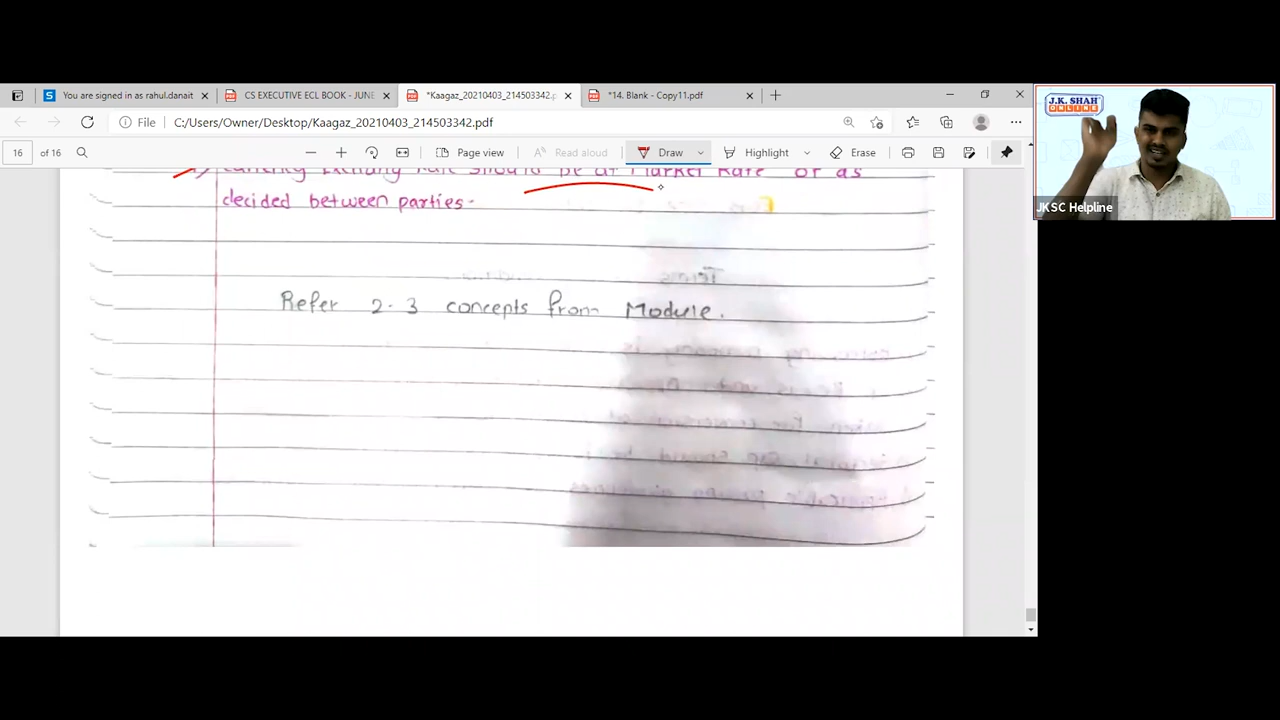 You are signed in as rahul.danait
CS EXECUTIVE ECL BOOK - JUNE
*Kaagaz_20210403_214503342.p
*14. Blank - Copy11.pdf
File
C:/Users/Owner/Desktop/Kaagaz_20210403_214503342.pdf
16 of 16
Page view
Read aloud
Draw
Highlight
Erase
J.K. SHAH
ONLINE
JKSC Helpline
Rate should be at Market Rate or as
decided between parties.
Refer 2.3 concepts from Module.